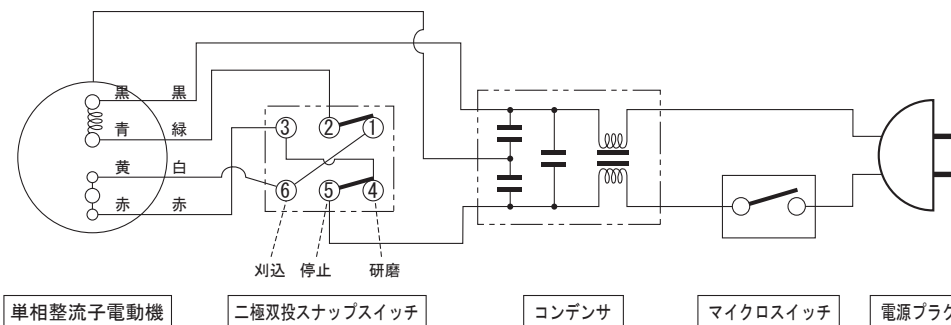 黒 黒
青 緑
黄 白
赤 赤
③ ② ①
⑥ ⑤ ④
刈込 停止 研磨
単相整流子電動機 二極双投スナップスイッチ コンデンサ マイクロスイッチ 電源プラグ